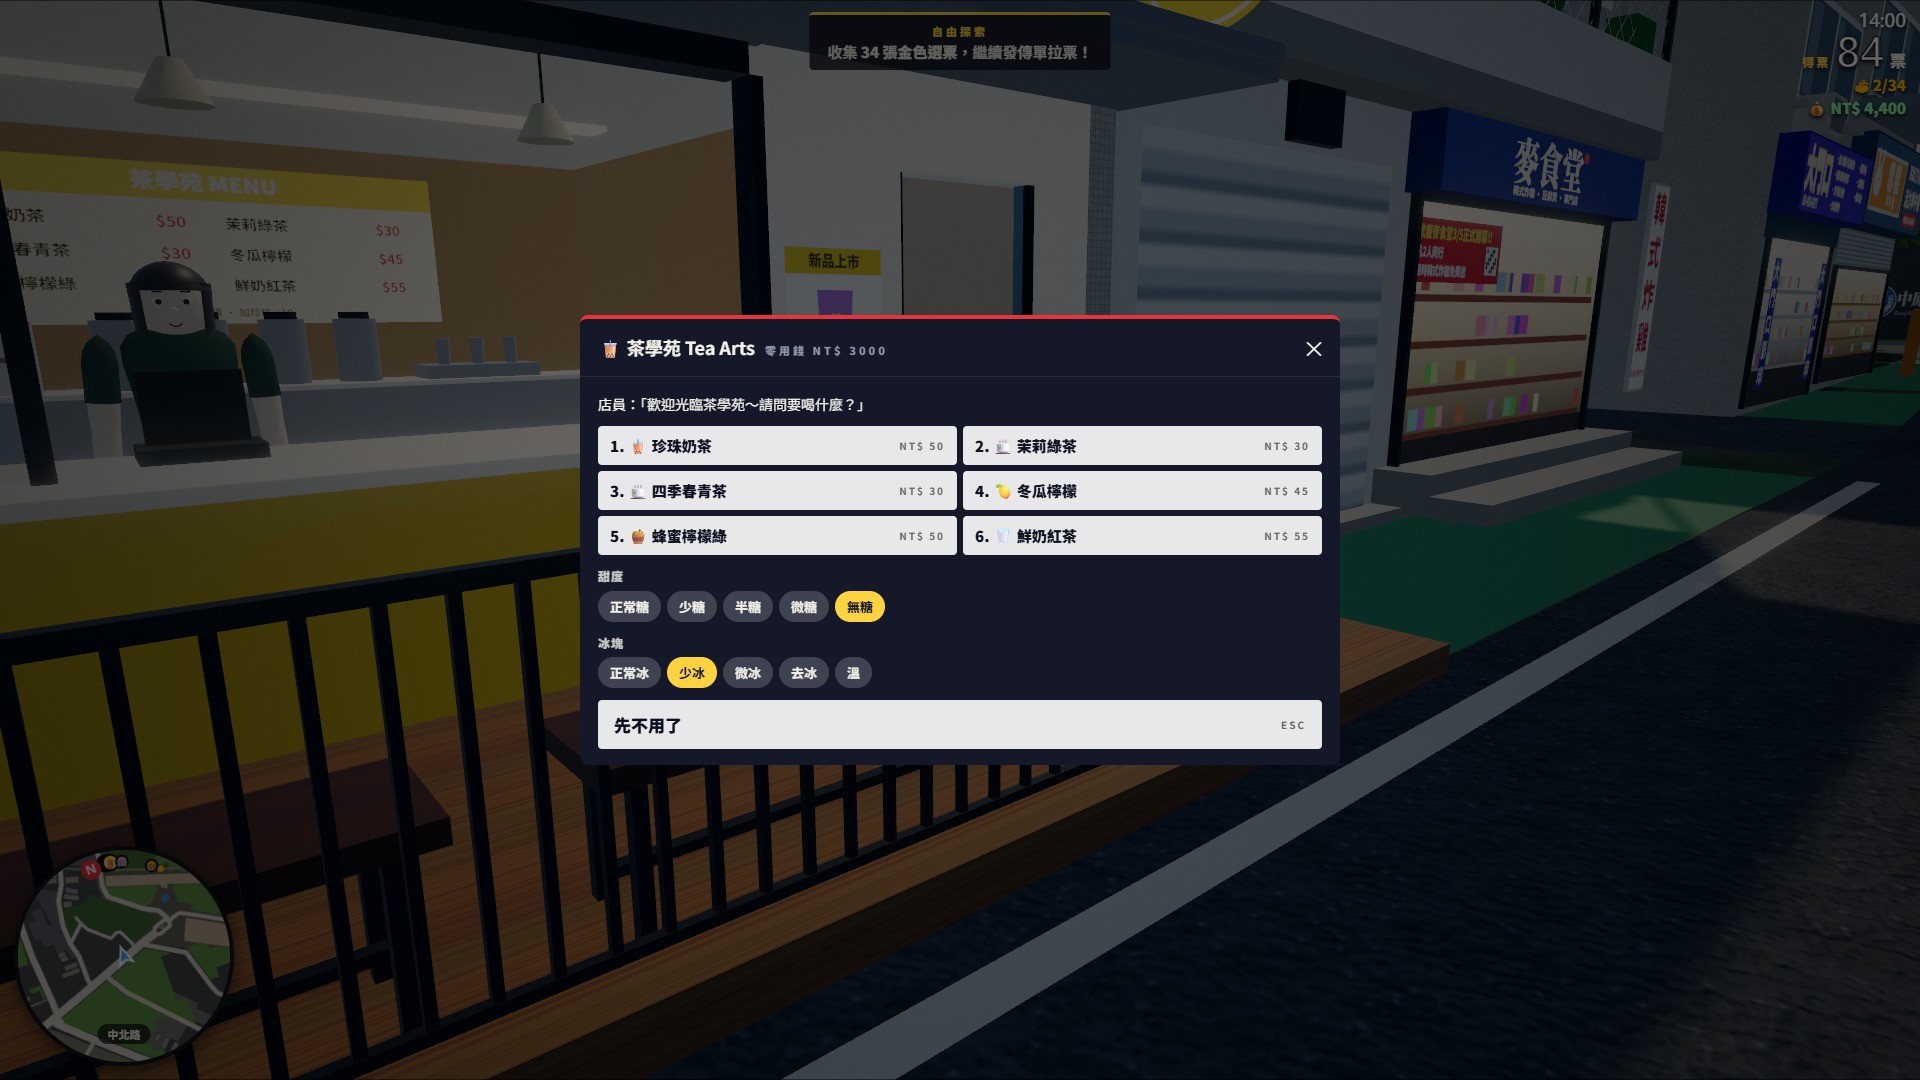 自由探索
收集 34 張金色選票，繼續發傳單拉票！
14:00
得票 84 票
2/34
NT$ 4,400
茶學苑 MENU
奶茶 $50 茉莉綠茶 $30
春青茶 $30 冬瓜檸檬 $45
檸檬綠 鮮奶紅茶 $55
新品上市
麥食堂
韓式炸雞
茶學苑 Tea Arts 零用錢 NT$ 3000
店員：「歡迎光臨茶學苑～請問要喝什麼？」
1. 珍珠奶茶 NT$ 50
2. 茉莉綠茶 NT$ 30
3. 四季春青茶 NT$ 30
4. 冬瓜檸檬 NT$ 45
5. 蜂蜜檸檬綠 NT$ 50
6. 鮮奶紅茶 NT$ 55
甜度
正常糖 少糖 半糖 微糖 無糖
冰塊
正常冰 少冰 微冰 去冰 溫
先不用了 ESC
N
中北路